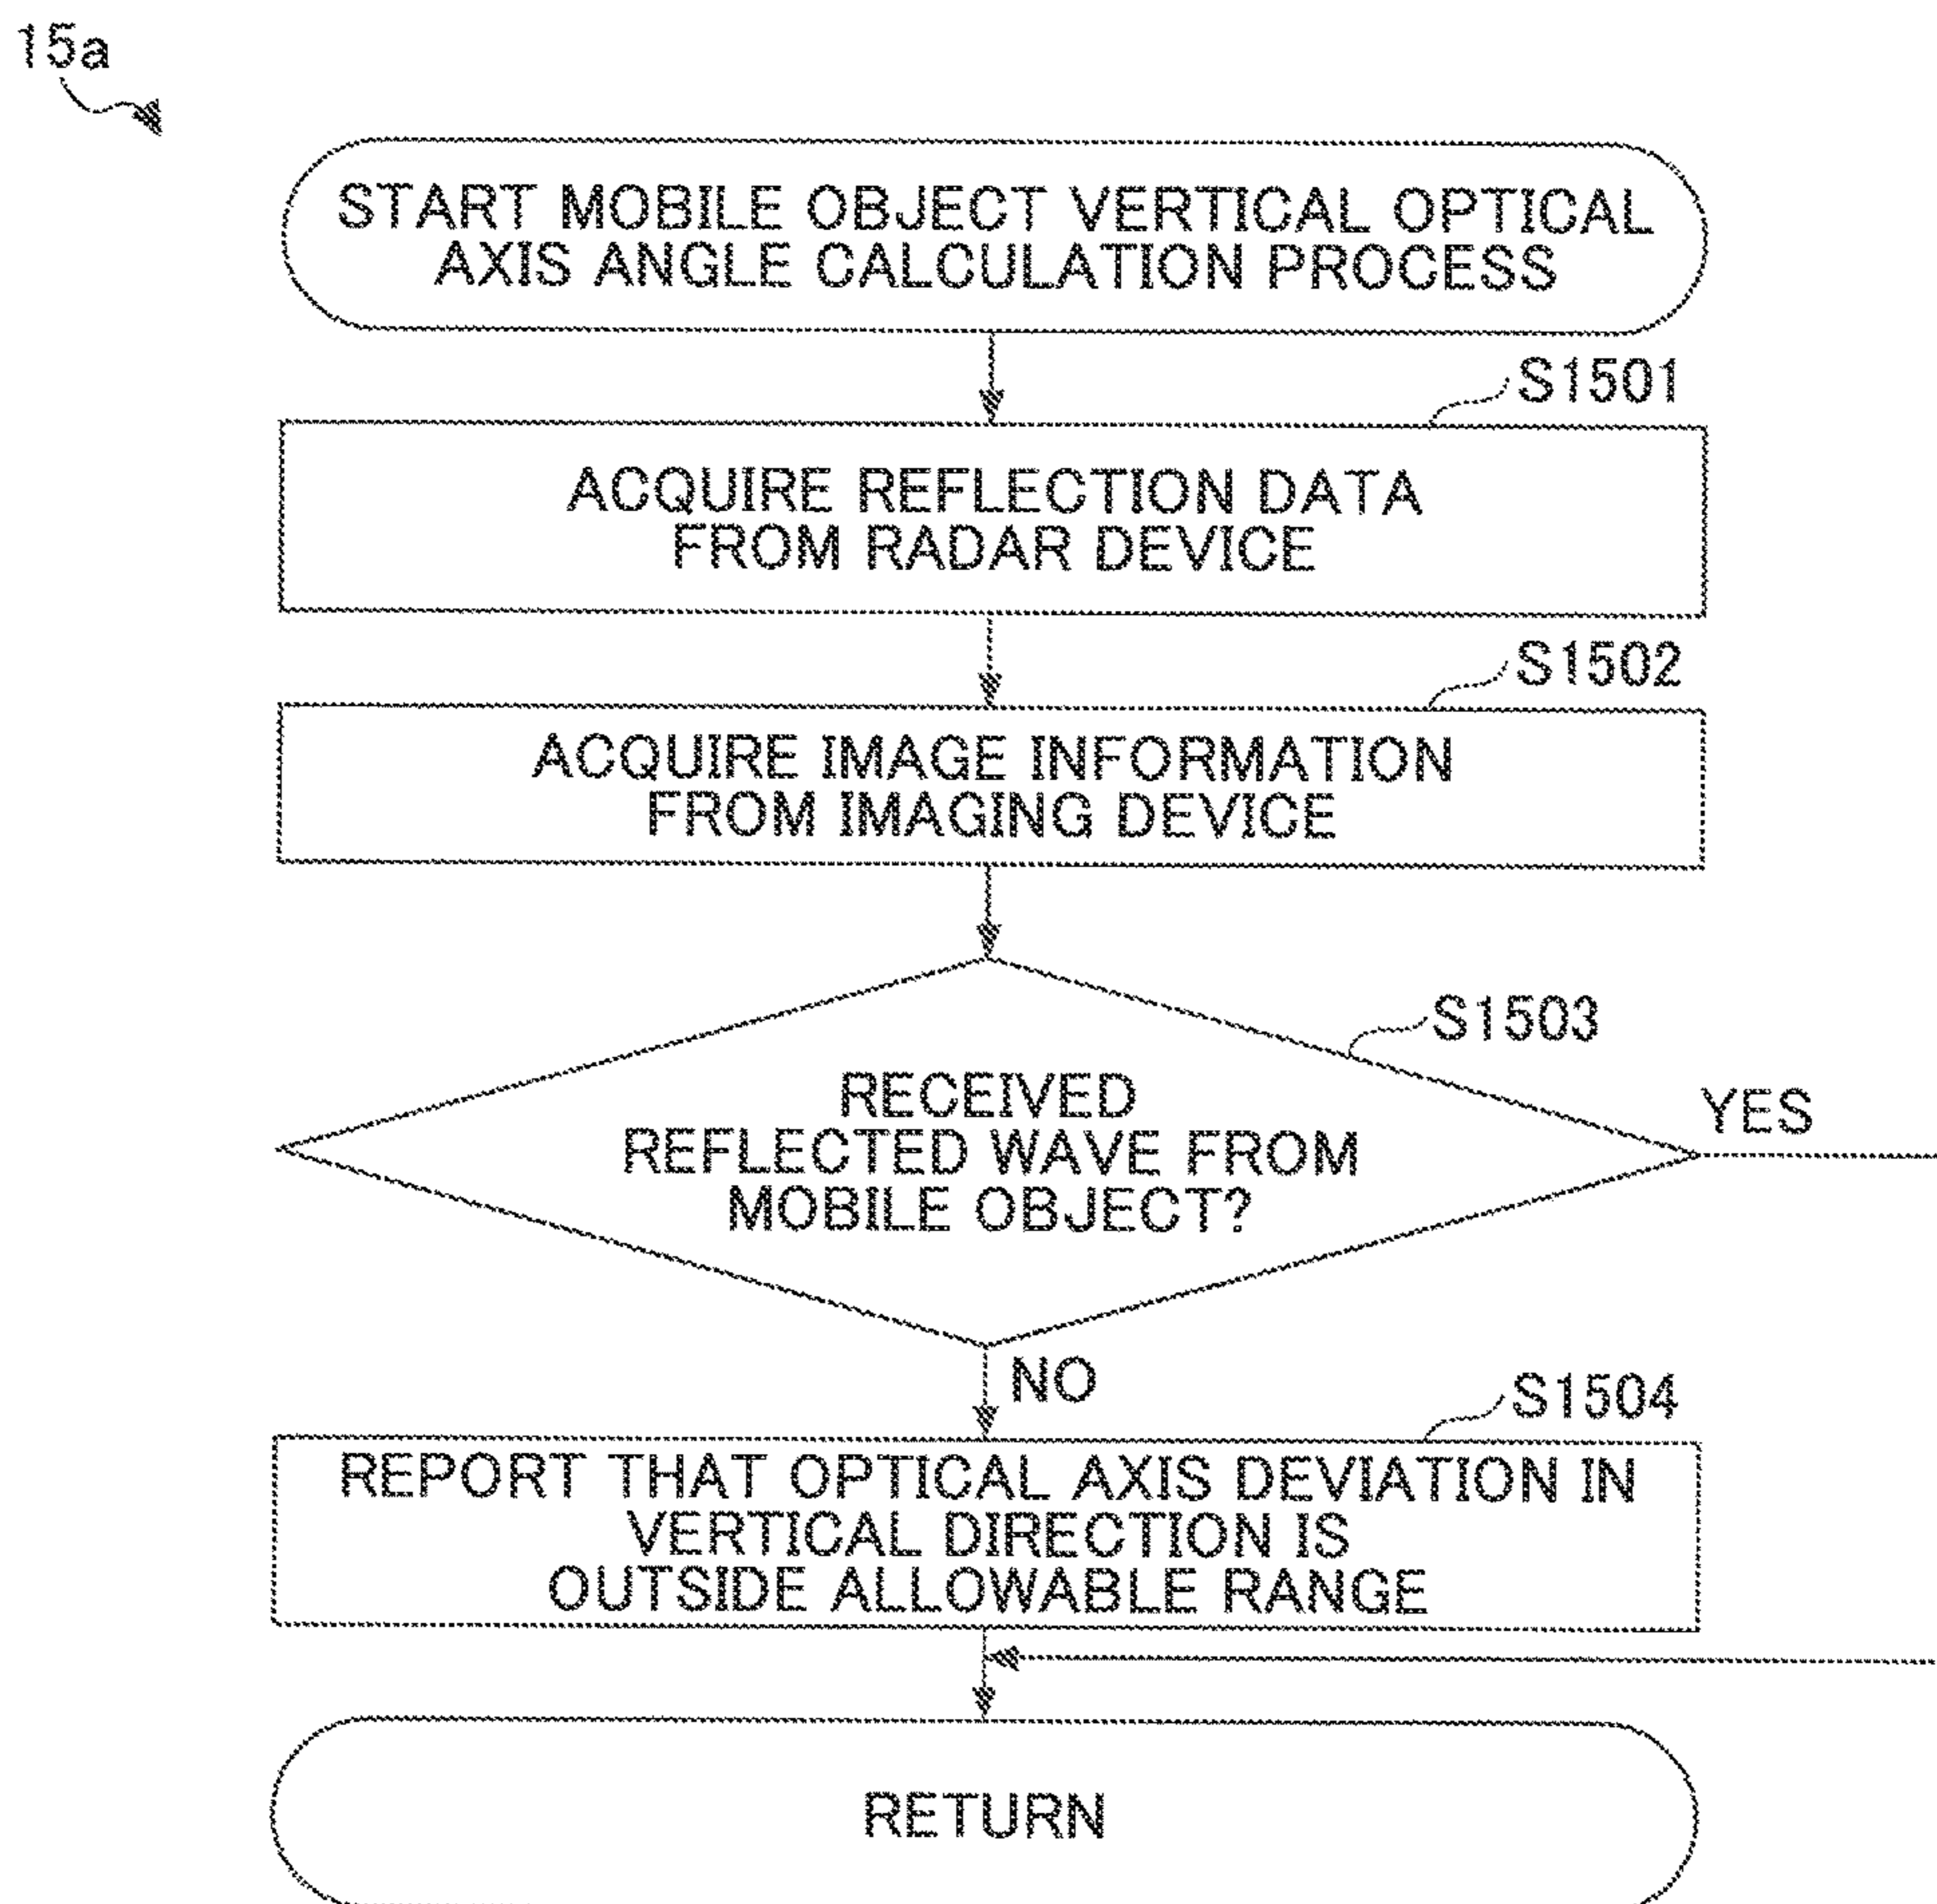 15a
START MOBILE OBJECT VERTICAL OPTICAL
AXIS ANGLE CALCULATION PROCESS
S1501
ACQUIRE REFLECTION DATA
FROM RADAR DEVICE
S1502
ACQUIRE IMAGE INFORMATION
FROM IMAGING DEVICE
S1503
RECEIVED
REFLECTED WAVE FROM
MOBILE OBJECT?
YES
NO
S1504
REPORT THAT OPTICAL AXIS DEVIATION IN
VERTICAL DIRECTION IS
OUTSIDE ALLOWABLE RANGE
RETURN